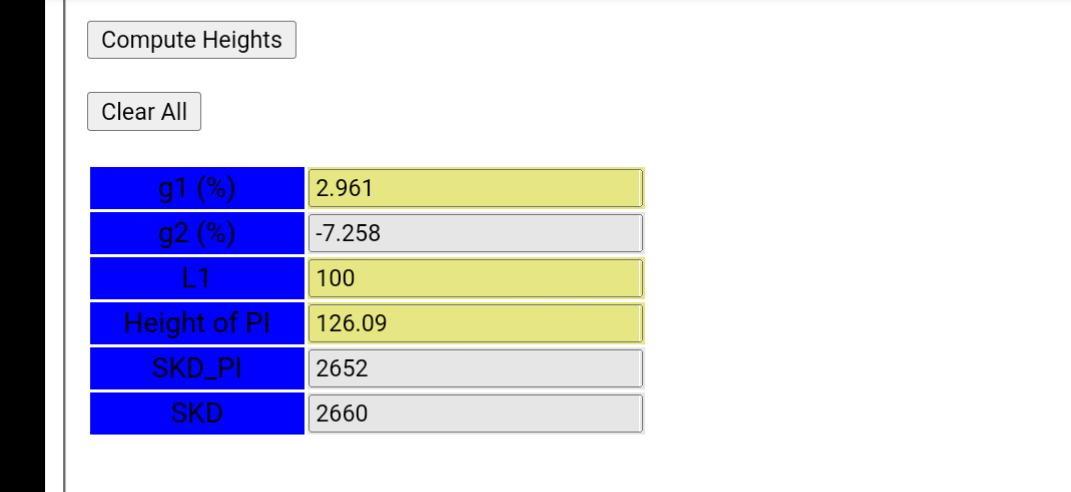 Compute Heights
Clear All
g1 (%) 2.961
g2 (%) -7.258
L1 100
Height of PI 126.09
SKD_PI 2652
SKD 2660